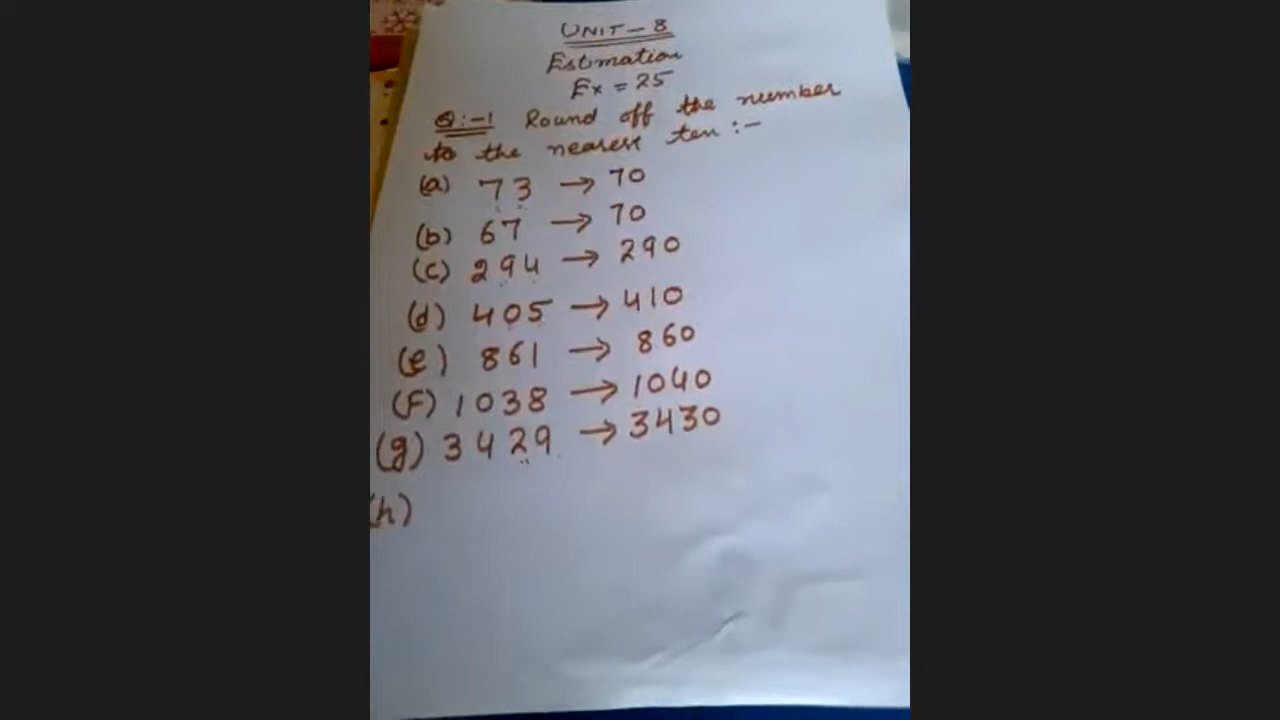 UNIT - 8
Estimation
Ex = 25
Q:-1 Round off the number
to the nearest ten :-
(a) 73 → 70
(b) 67 → 70
(c) 294 → 290
(d) 405 → 410
(e) 861 → 860
(F) 1038 → 1040
(g) 3429 → 3430
(h)